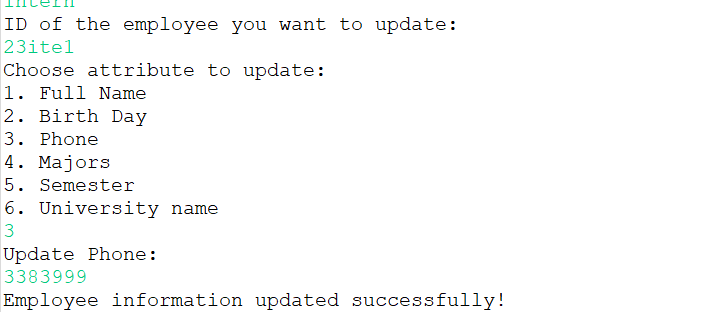 intern
ID of the employee you want to update:
23ite1
Choose attribute to update:
1. Full Name
2. Birth Day
3. Phone
4. Majors
5. Semester
6. University name
3
Update Phone:
3383999
Employee information updated successfully!